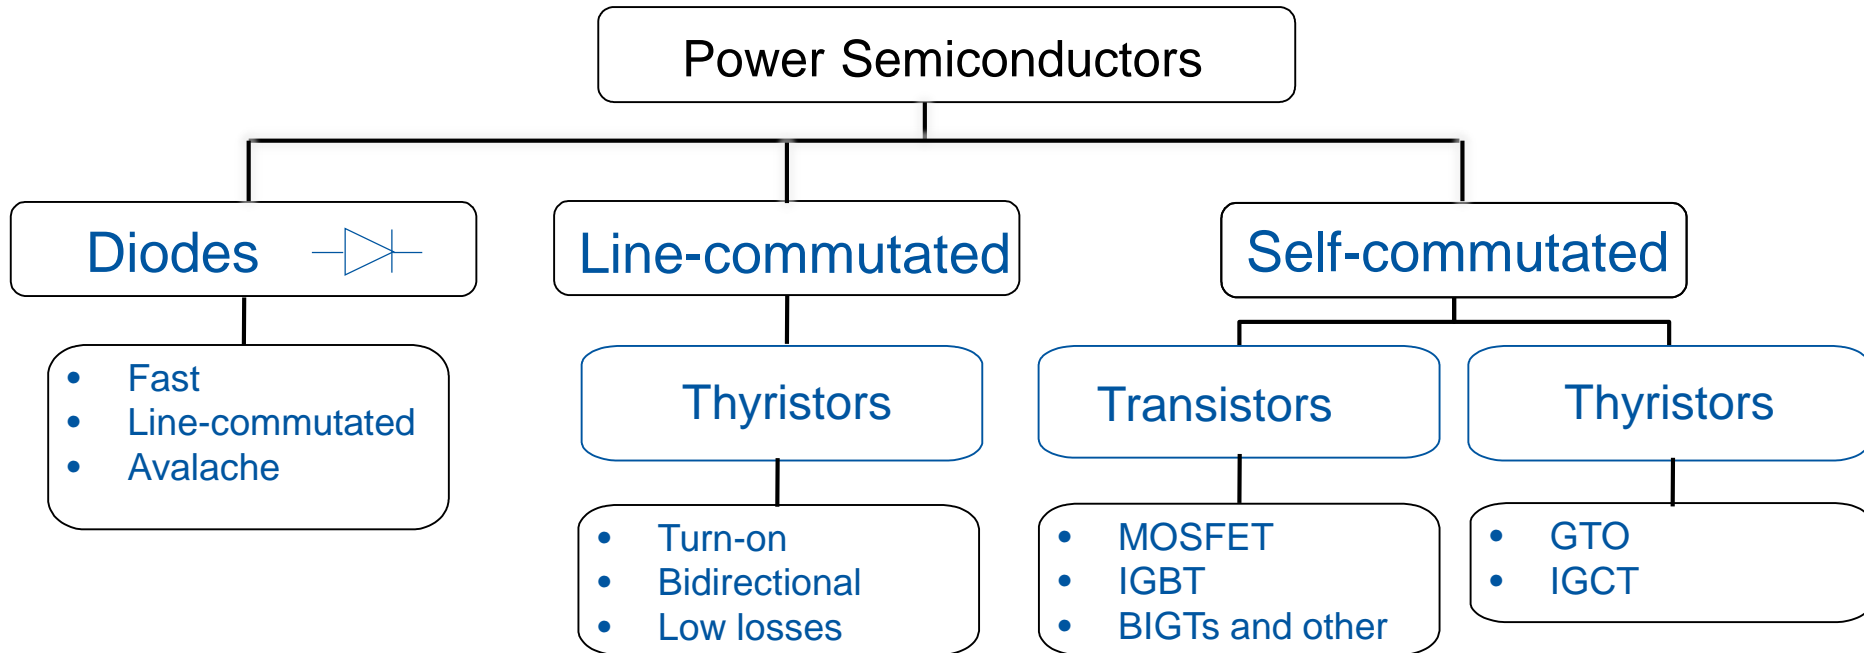 Power Semiconductors
Diodes
Line-commutated
Self-commutated
• Fast
• Line-commutated
• Avalache
Thyristors
Transistors
Thyristors
• Turn-on
• Bidirectional
• Low losses
• MOSFET
• IGBT
• BIGTs and other
• GTO
• IGCT